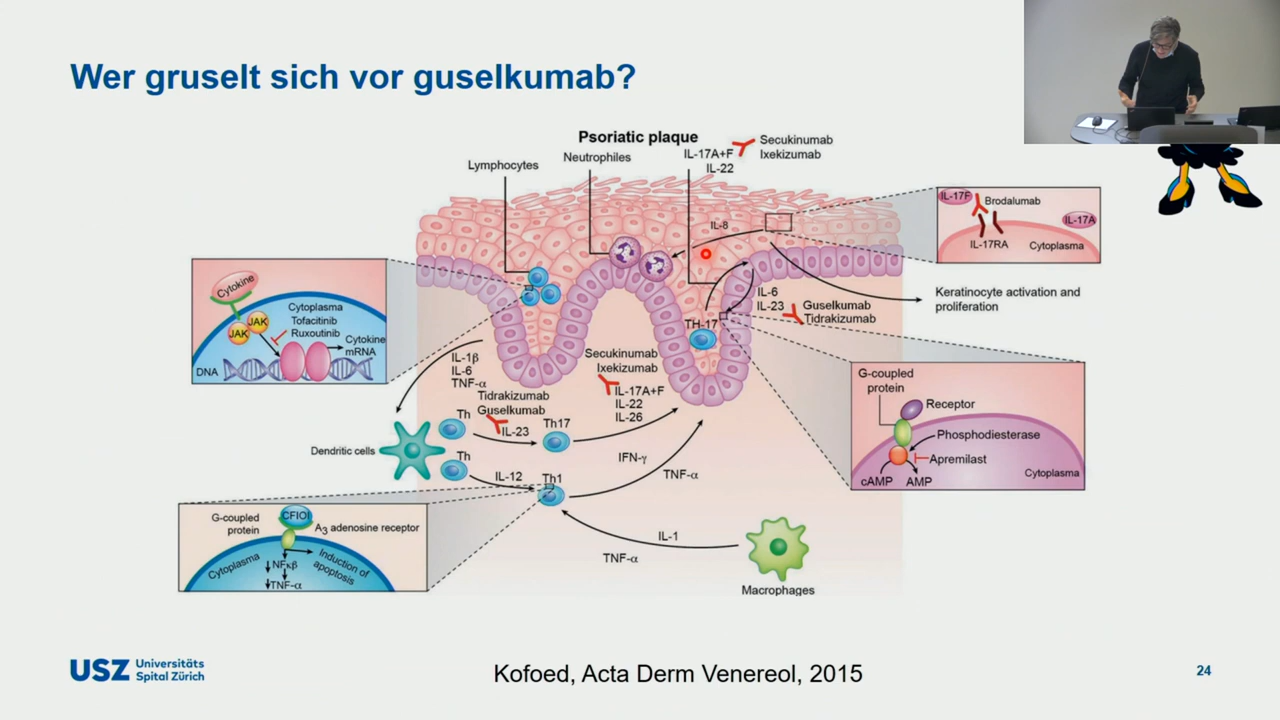 Wer gruselt sich vor guselkumab?
Psoriatic plaque
Lymphocytes
Neutrophiles
IL-17A+F
IL-22
Secukinumab
Ixekizumab
IL-8
IL-17F
Brodalumab
IL-17A
IL-17RA
Cytoplasma
Keratinocyte activation and
proliferation
IL-6
IL-23
Guselkumab
Tidrakizumab
TH-17
Cytokine
JAK
JAK
Cytoplasma
Tofacitinib
Ruxoutinib
Cytokine
mRNA
DNA
IL-1β
IL-6
TNF-α
Tidrakizumab
Guselkumab
IL-23
Th
Th17
Secukinumab
Ixekizumab
IL-17A+F
IL-22
IL-26
Dendritic cells
Th
IL-12
Th1
IFN-γ
TNF-α
G-coupled
protein
Receptor
Phosphodiesterase
Apremilast
cAMP
AMP
Cytoplasma
G-coupled
protein
CFIOI
A3 adenosine receptor
Cytoplasma
NFκβ
TNF-α
Induction of
apoptosis
IL-1
TNF-α
Macrophages
USZ Universitäts
Spital Zürich
Kofoed, Acta Derm Venereol, 2015
24